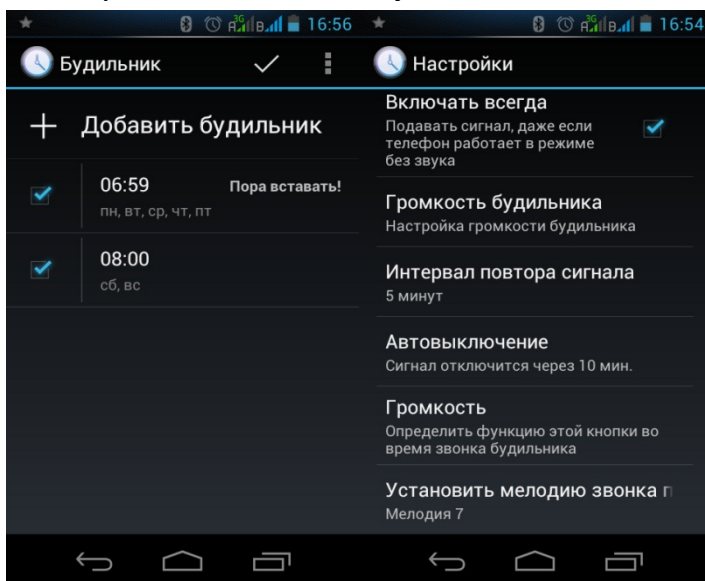 16:56
Будильник
Добавить будильник
06:59 Пора вставать!
пн, вт, ср, чт, пт
08:00
сб, вс
16:54
Настройки
Включать всегда
Подавать сигнал, даже если
телефон работает в режиме
без звука
Громкость будильника
Настройка громкости будильника
Интервал повтора сигнала
5 минут
Автовыключение
Сигнал отключится через 10 мин.
Громкость
Определить функцию этой кнопки во
время звонка будильника
Установить мелодию звонка п
Мелодия 7